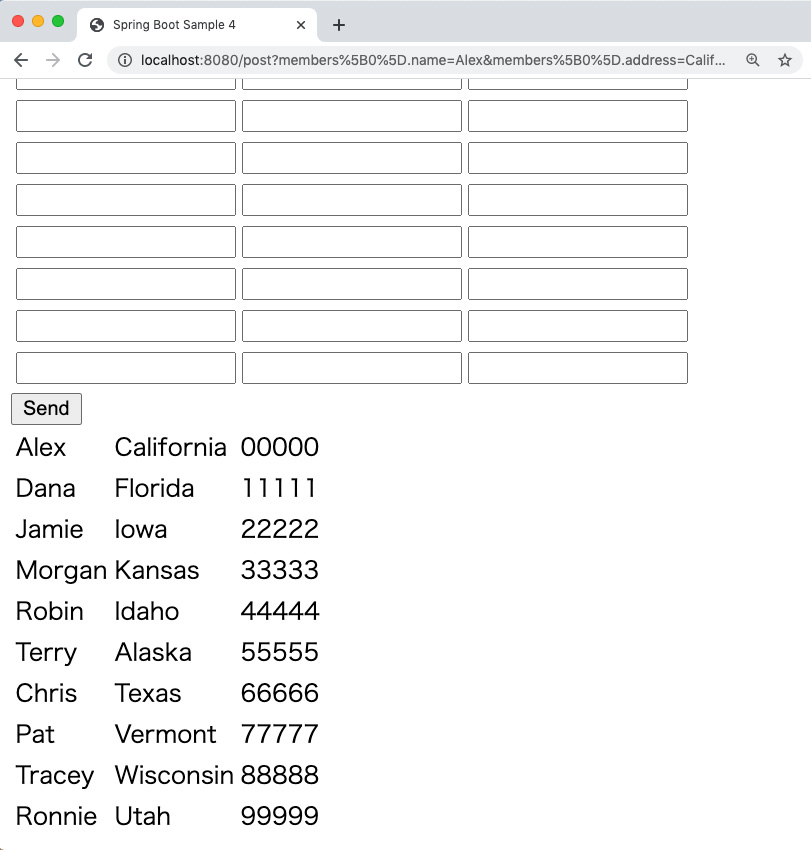 Spring Boot Sample 4
localhost:8080/post?members%5B0%5D.name=Alex&members%5B0%5D.address=Calif...
Send
Alex California 00000
Dana Florida 11111
Jamie Iowa 22222
Morgan Kansas 33333
Robin Idaho 44444
Terry Alaska 55555
Chris Texas 66666
Pat Vermont 77777
Tracey Wisconsin 88888
Ronnie Utah 99999